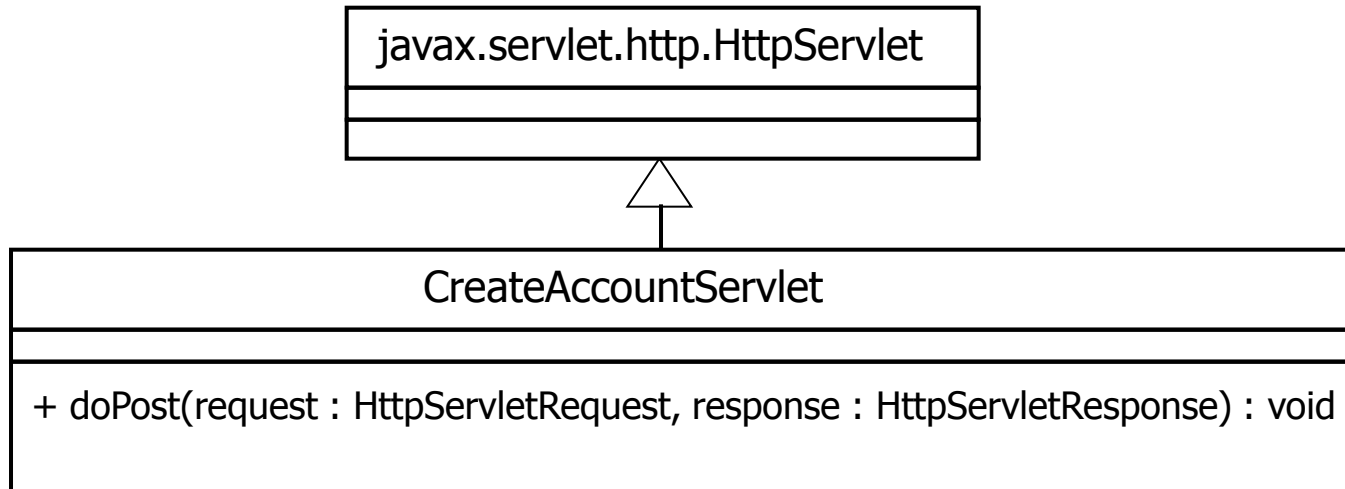 javax.servlet.http.HttpServlet
CreateAccountServlet
+ doPost(request : HttpServletRequest, response : HttpServletResponse) : void